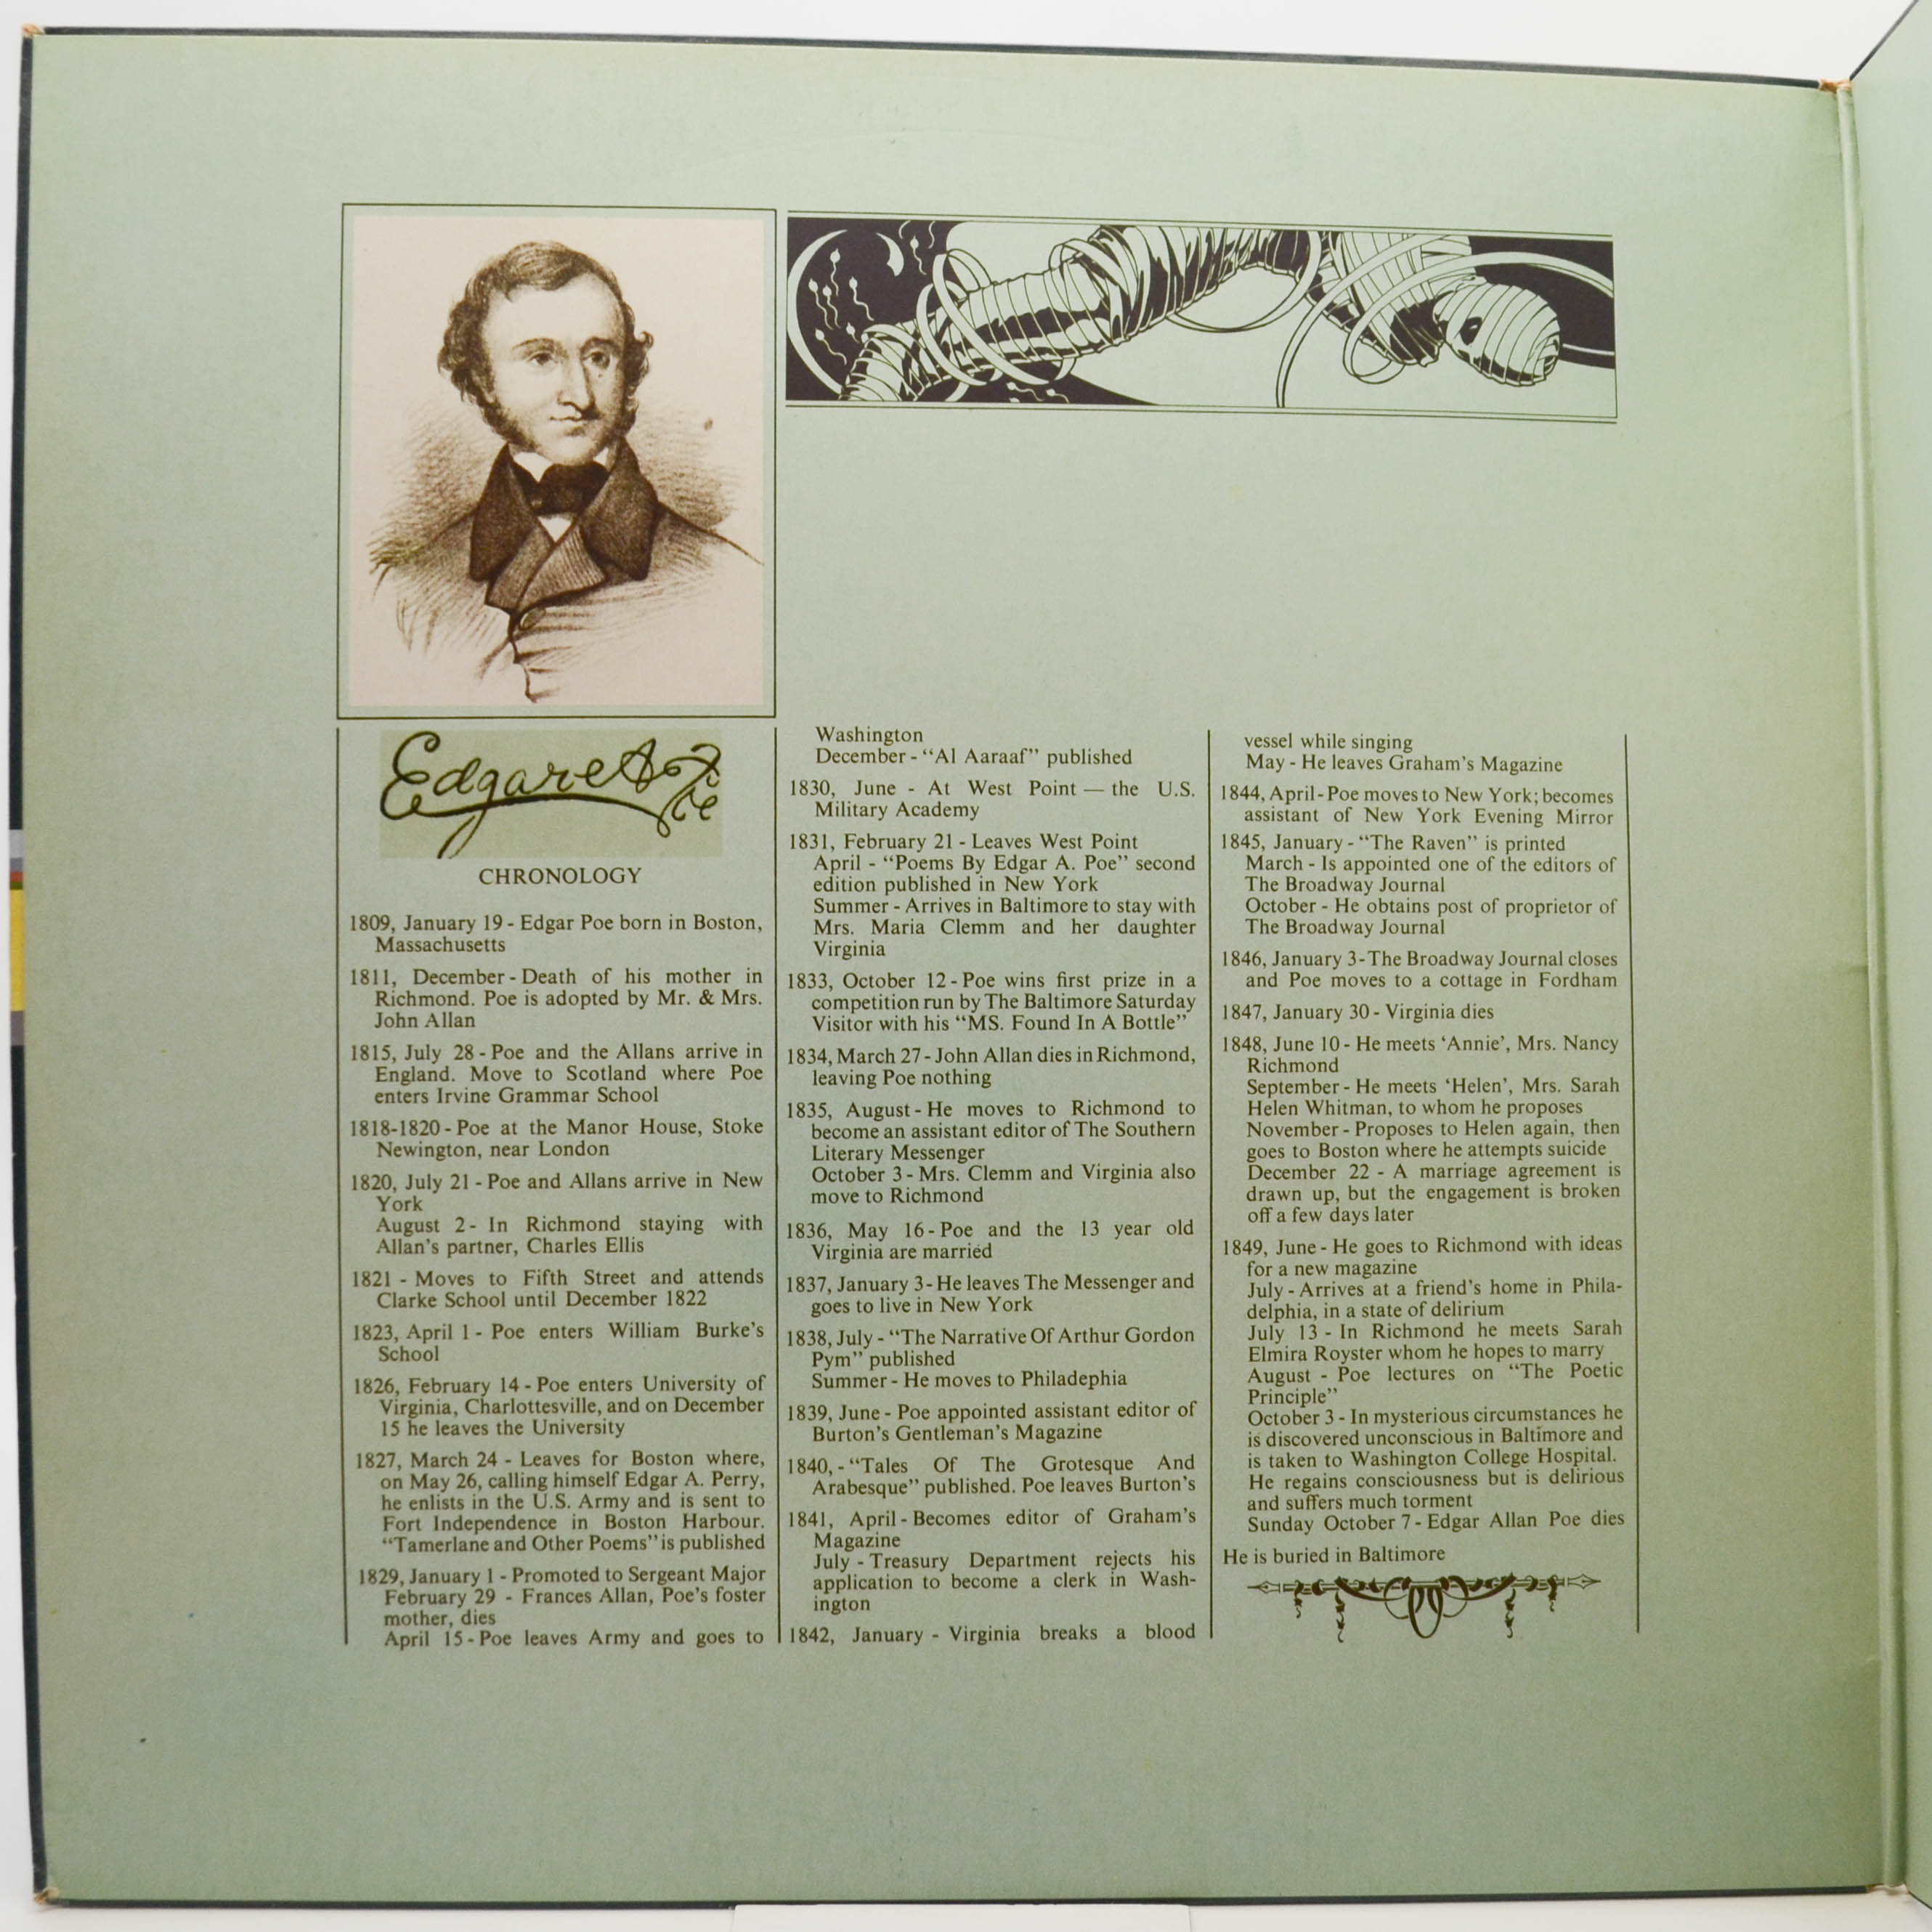 Edgar A Poe
CHRONOLOGY
1809, January 19 - Edgar Poe born in Boston,
Massachusetts
1811, December - Death of his mother in
Richmond. Poe is adopted by Mr. & Mrs.
John Allan
1815, July 28 - Poe and the Allans arrive in
England. Move to Scotland where Poe
enters Irvine Grammar School
1818-1820 - Poe at the Manor House, Stoke
Newington, near London
1820, July 21 - Poe and Allans arrive in New
York
August 2 - In Richmond staying with
Allan's partner, Charles Ellis
1821 - Moves to Fifth Street and attends
Clarke School until December 1822
1823, April 1 - Poe enters William Burke's
School
1826, February 14 - Poe enters University of
Virginia, Charlottesville, and on December
15 he leaves the University
1827, March 24 - Leaves for Boston where,
on May 26, calling himself Edgar A. Perry,
he enlists in the U.S. Army and is sent to
Fort Independence in Boston Harbour.
“Tamerlane and Other Poems” is published
1829, January 1 - Promoted to Sergeant Major
February 29 - Frances Allan, Poe's foster
mother, dies
April 15 - Poe leaves Army and goes to
Washington
December - “Al Aaraaf” published
1830, June - At West Point — the U.S.
Military Academy
1831, February 21 - Leaves West Point
April - “Poems By Edgar A. Poe” second
edition published in New York
Summer - Arrives in Baltimore to stay with
Mrs. Maria Clemm and her daughter
Virginia
1833, October 12 - Poe wins first prize in a
competition run by The Baltimore Saturday
Visitor with his “MS. Found In A Bottle”
1834, March 27 - John Allan dies in Richmond,
leaving Poe nothing
1835, August - He moves to Richmond to
become an assistant editor of The Southern
Literary Messenger
October 3 - Mrs. Clemm and Virginia also
move to Richmond
1836, May 16 - Poe and the 13 year old
Virginia are married
1837, January 3 - He leaves The Messenger and
goes to live in New York
1838, July - “The Narrative Of Arthur Gordon
Pym” published
Summer - He moves to Philadephia
1839, June - Poe appointed assistant editor of
Burton's Gentleman's Magazine
1840, - “Tales Of The Grotesque And
Arabesque” published. Poe leaves Burton's
1841, April - Becomes editor of Graham's
Magazine
July - Treasury Department rejects his
application to become a clerk in Wash-
ington
1842, January - Virginia breaks a blood
vessel while singing
May - He leaves Graham's Magazine
1844, April - Poe moves to New York; becomes
assistant of New York Evening Mirror
1845, January - “The Raven” is printed
March - Is appointed one of the editors of
The Broadway Journal
October - He obtains post of proprietor of
The Broadway Journal
1846, January 3 - The Broadway Journal closes
and Poe moves to a cottage in Fordham
1847, January 30 - Virginia dies
1848, June 10 - He meets ‘Annie’, Mrs. Nancy
Richmond
September - He meets ‘Helen’, Mrs. Sarah
Helen Whitman, to whom he proposes
November - Proposes to Helen again, then
goes to Boston where he attempts suicide
December 22 - A marriage agreement is
drawn up, but the engagement is broken
off a few days later
1849, June - He goes to Richmond with ideas
for a new magazine
July - Arrives at a friend's home in Phila-
delphia, in a state of delirium
July 13 - In Richmond he meets Sarah
Elmira Royster whom he hopes to marry
August - Poe lectures on “The Poetic
Principle”
October 3 - In mysterious circumstances he
is discovered unconscious in Baltimore and
is taken to Washington College Hospital.
He regains consciousness but is delirious
and suffers much torment
Sunday October 7 - Edgar Allan Poe dies
He is buried in Baltimore